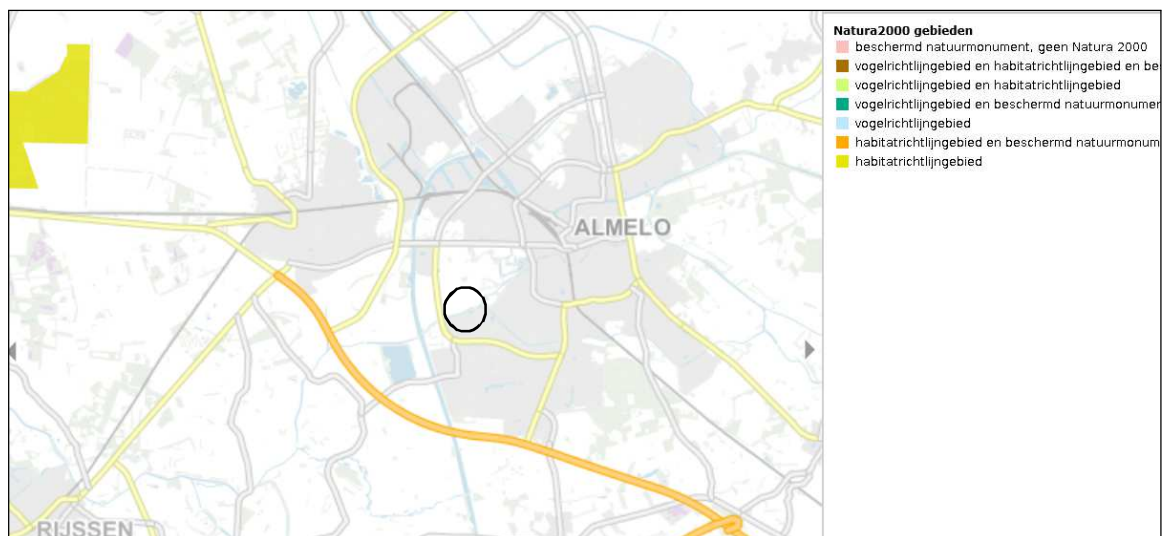 Natura2000 gebieden
beschermd natuurmonument, geen Natura 2000
vogelrichtlijngebied en habitatrichtlijngebied en be
vogelrichtlijngebied en habitatrichtlijngebied
vogelrichtlijngebied en beschermd natuurmonumer
vogelrichtlijngebied
habitatrichtlijngebied en beschermd natuurmonum
habitatrichtlijngebied
ALMELO
RIJSSEN